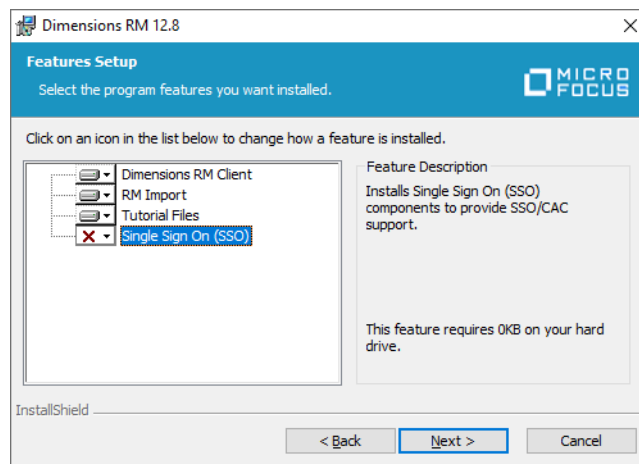 Dimensions RM 12.8
Features Setup
Select the program features you want installed.
MICRO
FOCUS
Click on an icon in the list below to change how a feature is installed.
Dimensions RM Client
RM Import
Tutorial Files
Single Sign On (SSO)
Feature Description
Installs Single Sign On (SSO)
components to provide SSO/CAC
support.
This feature requires 0KB on your hard
drive.
InstallShield
< Back
Next >
Cancel